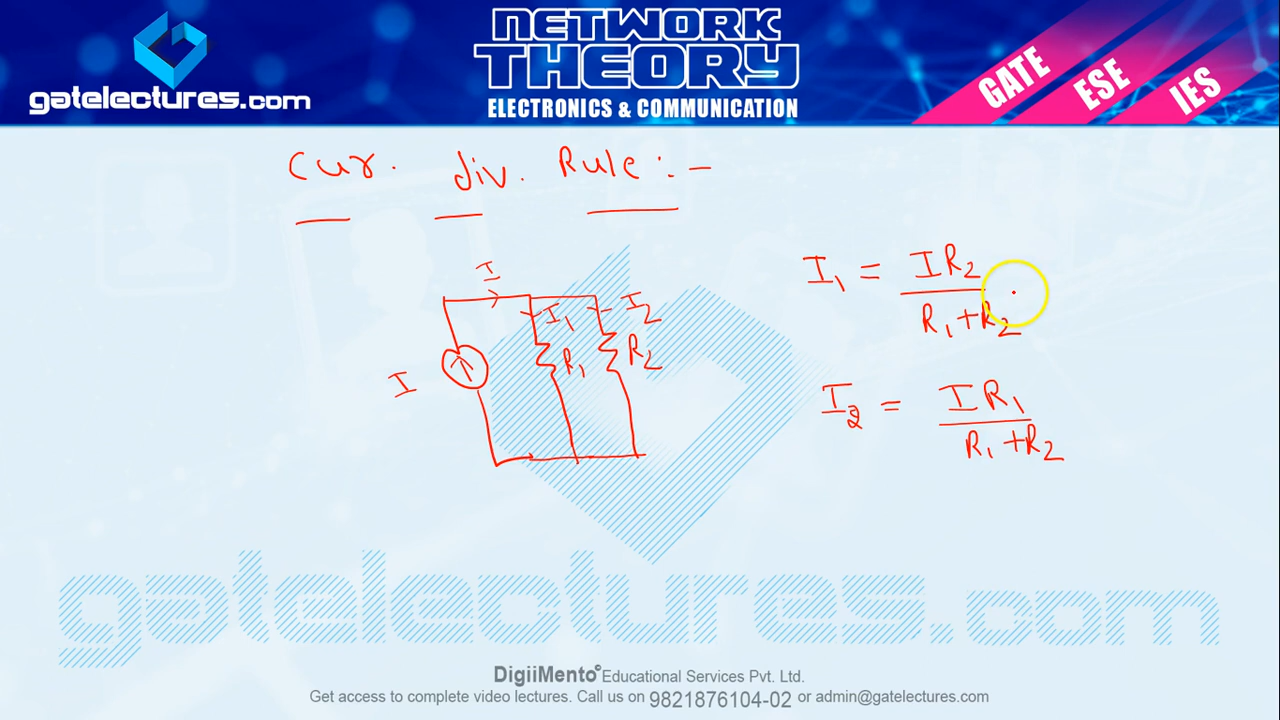 gatelectures.com
NETWORK
THEORY
ELECTRONICS & COMMUNICATION
GATE
ESE
IES
Cur. div. Rule :-
I
I
I1
I2
R1
R2
I1 = IR2 / R1+R2
I2 = IR1 / R1+R2
gatelectures.com
DigiiMento© Educational Services Pvt. Ltd.
Get access to complete video lectures. Call us on 9821876104-02 or admin@gatelectures.com